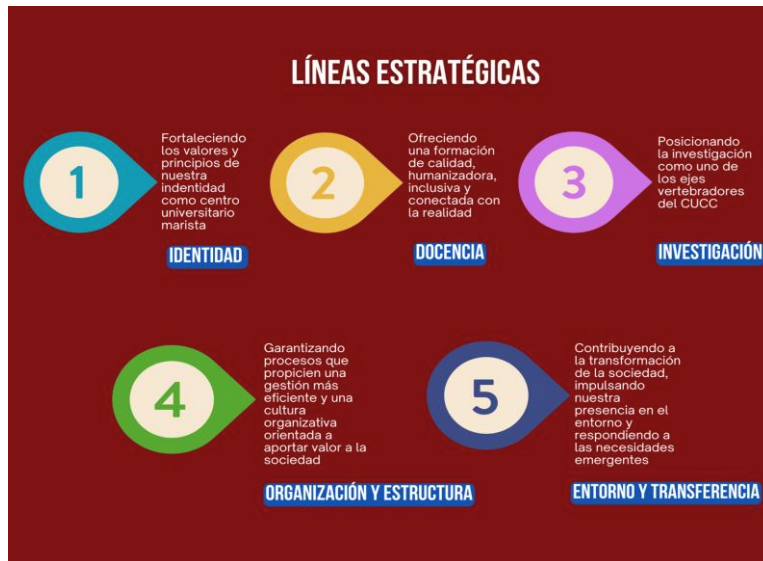 LÍNEAS ESTRATÉGICAS
1
Fortaleciendo
los valores y
principios de
nuestra
indentidad
como centro
universitario
marista
IDENTIDAD
2
Ofreciendo
una formación
de calidad,
humanizadora,
inclusiva y
conectada con
la realidad
DOCENCIA
3
Posicionando
la investigación
como uno de
los ejes
vertebradores
del CUCC
INVESTIGACIÓN
4
Garantizando
procesos que
propicien una
gestión más
eficiente y una
cultura
organizativa
orientada a
aportar valor a la
sociedad
ORGANIZACIÓN Y ESTRUCTURA
5
Contribuyendo a
la transformación
de la sociedad,
impulsando
nuestra
presencia en el
entorno y
respondiendo a
las necesidades
emergentes
ENTORNO Y TRANSFERENCIA